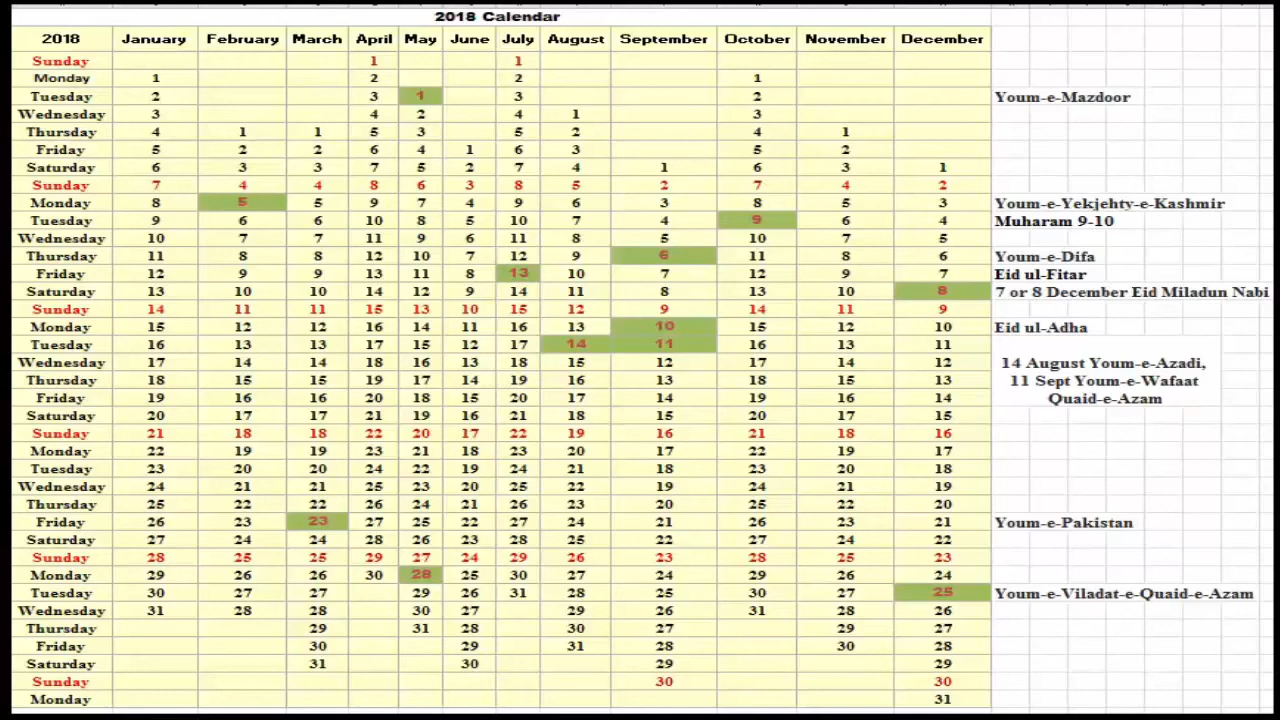 2018 Calendar
2018 January February March April May June July August September October November December
Sunday 1 1
Monday 1 2 2 1
Tuesday 2 3 1 3 2 Youm-e-Mazdoor
Wednesday 3 4 2 4 1 3
Thursday 4 1 1 5 3 5 2 4 1
Friday 5 2 2 6 4 1 6 3 5 2
Saturday 6 3 3 7 5 2 7 4 1 6 3 1
Sunday 7 4 4 8 6 3 8 5 2 7 4 2
Monday 8 5 5 9 7 4 9 6 3 8 5 3 Youm-e-Yekjehty-e-Kashmir
Tuesday 9 6 6 10 8 5 10 7 4 9 6 4 Muharam 9-10
Wednesday 10 7 7 11 9 6 11 8 5 10 7 5
Thursday 11 8 8 12 10 7 12 9 6 11 8 6 Youm-e-Difa
Friday 12 9 9 13 11 8 13 10 7 12 9 7 Eid ul-Fitar
Saturday 13 10 10 14 12 9 14 11 8 13 10 8 7 or 8 December Eid Miladun Nabi
Sunday 14 11 11 15 13 10 15 12 9 14 11 9
Monday 15 12 12 16 14 11 16 13 10 15 12 10 Eid ul-Adha
Tuesday 16 13 13 17 15 12 17 14 11 16 13 11
Wednesday 17 14 14 18 16 13 18 15 12 17 14 12 14 August Youm-e-Azadi,
Thursday 18 15 15 19 17 14 19 16 13 18 15 13 11 Sept Youm-e-Wafaat
Friday 19 16 16 20 18 15 20 17 14 19 16 14 Quaid-e-Azam
Saturday 20 17 17 21 19 16 21 18 15 20 17 15
Sunday 21 18 18 22 20 17 22 19 16 21 18 16
Monday 22 19 19 23 21 18 23 20 17 22 19 17
Tuesday 23 20 20 24 22 19 24 21 18 23 20 18
Wednesday 24 21 21 25 23 20 25 22 19 24 21 19
Thursday 25 22 22 26 24 21 26 23 20 25 22 20
Friday 26 23 23 27 25 22 27 24 21 26 23 21 Youm-e-Pakistan
Saturday 27 24 24 28 26 23 28 25 22 27 24 22
Sunday 28 25 25 29 27 24 29 26 23 28 25 23
Monday 29 26 26 30 28 25 30 27 24 29 26 24
Tuesday 30 27 27 29 26 31 28 25 30 27 25 Youm-e-Viladat-e-Quaid-e-Azam
Wednesday 31 28 28 30 27 29 26 31 28 26
Thursday 29 31 28 30 27 29 27
Friday 30 29 31 28 30 28
Saturday 31 30 29 29
Sunday 30 30
Monday 31